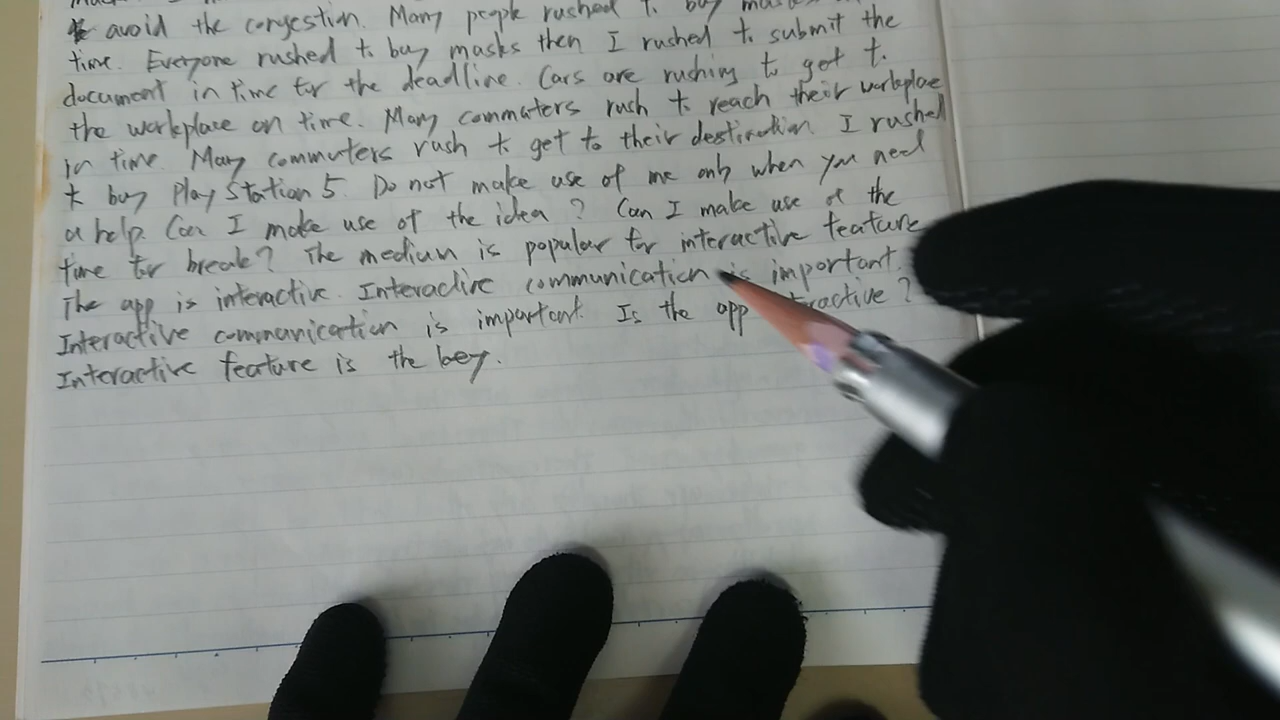 avoid the congestion. Many people rushed to buy
time. Everyone rushed to buy masks then I rushed to submit the
document in time for the deadline. Cars are rushing to get t.
the workplace on time. Many commuters rush to reach their workplace
in time. Many commuters rush to get to their destination. I rushed
to buy PlayStation 5. Do not make use of me only when you need
a help. Can I make use of the idea? Can I make use of the
time for break? The medium is popular for interactive feature
The app is interactive. Interactive communication is important.
Interactive communication is important. Is the app interactive?
Interactive feature is the key.